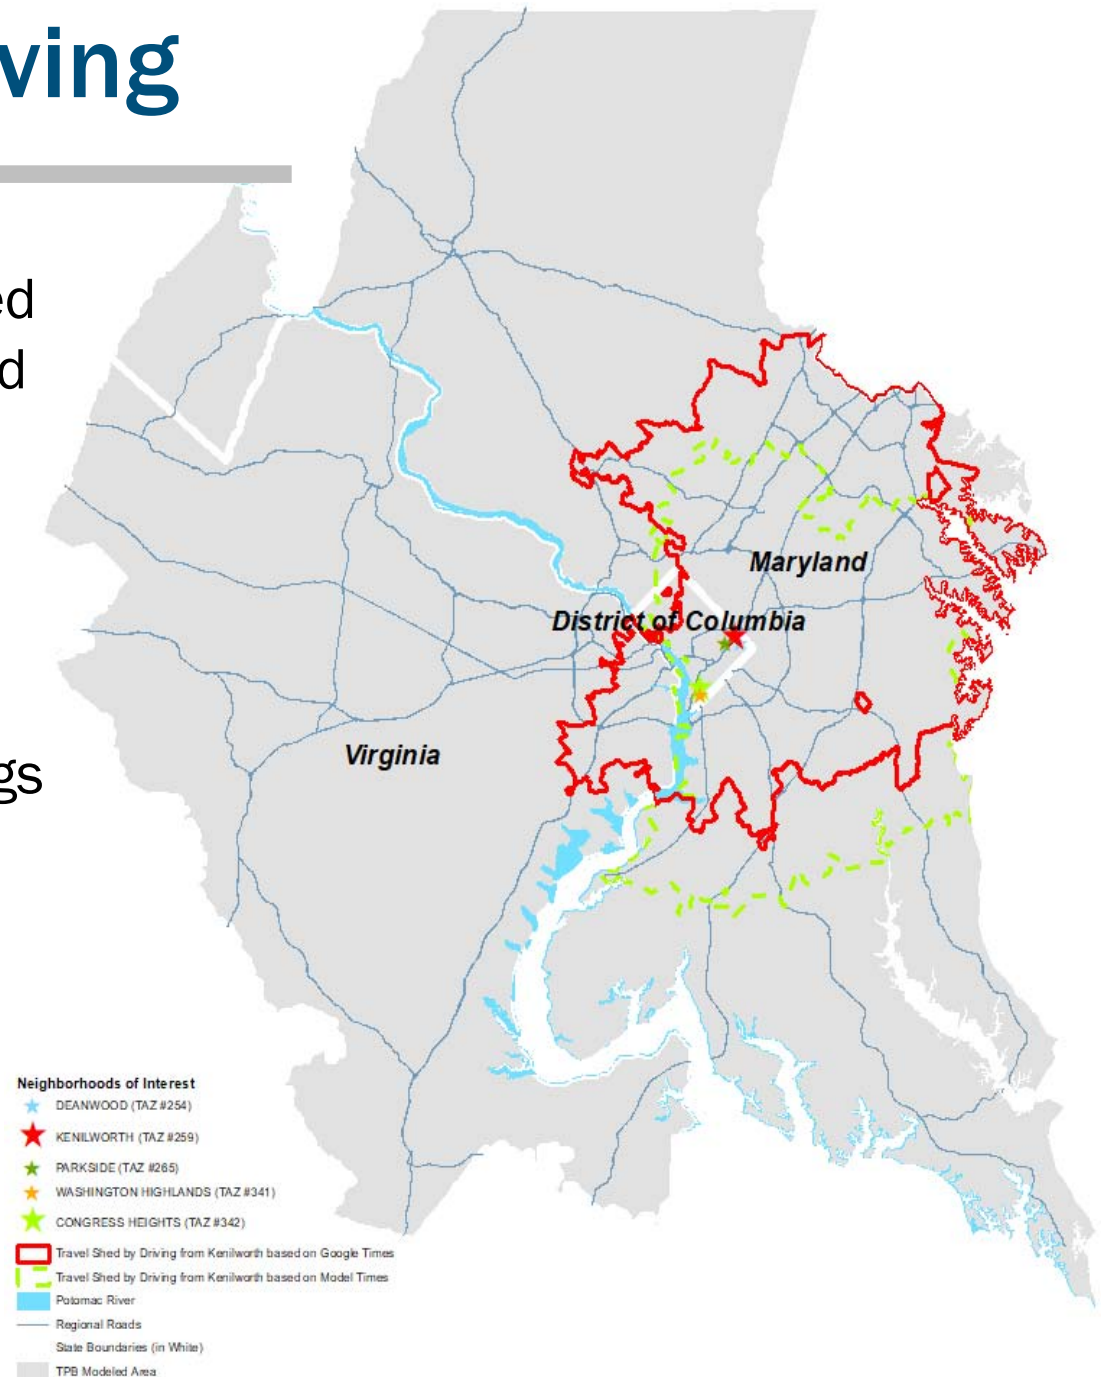 ving
ed
d
gs
Maryland
District of Columbia
Virginia
Neighborhoods of Interest
DEANWOOD (TAZ #254)
KENILWORTH (TAZ #259)
PARKSIDE (TAZ #265)
WASHINGTON HIGHLANDS (TAZ #341)
CONGRESS HEIGHTS (TAZ #342)
Travel Shed by Driving from Kenilworth based on Google Times
Travel Shed by Driving from Kenilworth based on Model Times
Potomac River
Regional Roads
State Boundaries (in White)
TPB Modeled Area